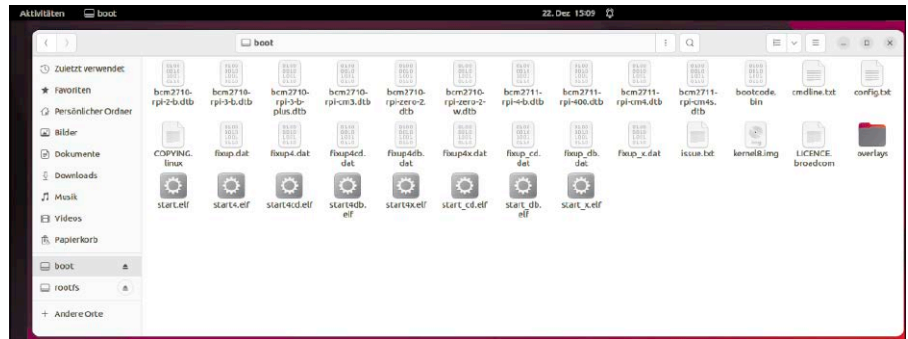 Aktivitäten boot 22. Dez 15:09
boot
Zuletzt verwendet
Favoriten
Persönlicher Ordner
Bilder
Dokumente
Downloads
Musik
Videos
Papierkorb
boot
rootfs
+ Andere Orte
bcm2710-rpi-2-b.dtb
bcm2710-rpi-3-b.dtb
bcm2710-rpi-3-b-plus.dtb
bcm2710-rpi-cm3.dtb
bcm2710-rpi-zero-2.dtb
bcm2710-rpi-zero-2-w.dtb
bcm2711-rpi-4-b.dtb
bcm2711-rpi-400.dtb
bcm2711-rpi-cm4.dtb
bcm2711-rpi-cm4s.dtb
bootcode.bin
cmdline.txt
config.txt
COPYING.linux
fixup.dat
fixup4.dat
fixup4cd.dat
fixup4db.dat
fixup4x.dat
fixup_cd.dat
fixup_db.dat
fixup_x.dat
issue.txt
kernel8.img
LICENCE.broadcom
overlays
start.elf
start4.elf
start4cd.elf
start4db.elf
start4x.elf
start_cd.elf
start_db.elf
start_x.elf